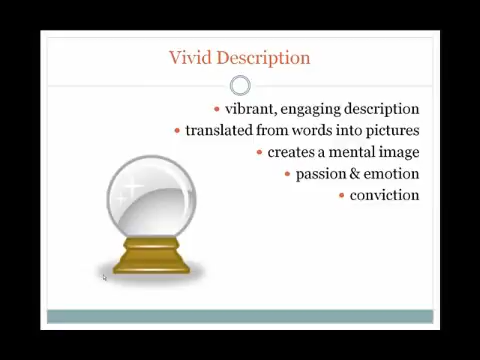 Vivid Description
vibrant, engaging description
translated from words into pictures
creates a mental image
passion & emotion
conviction